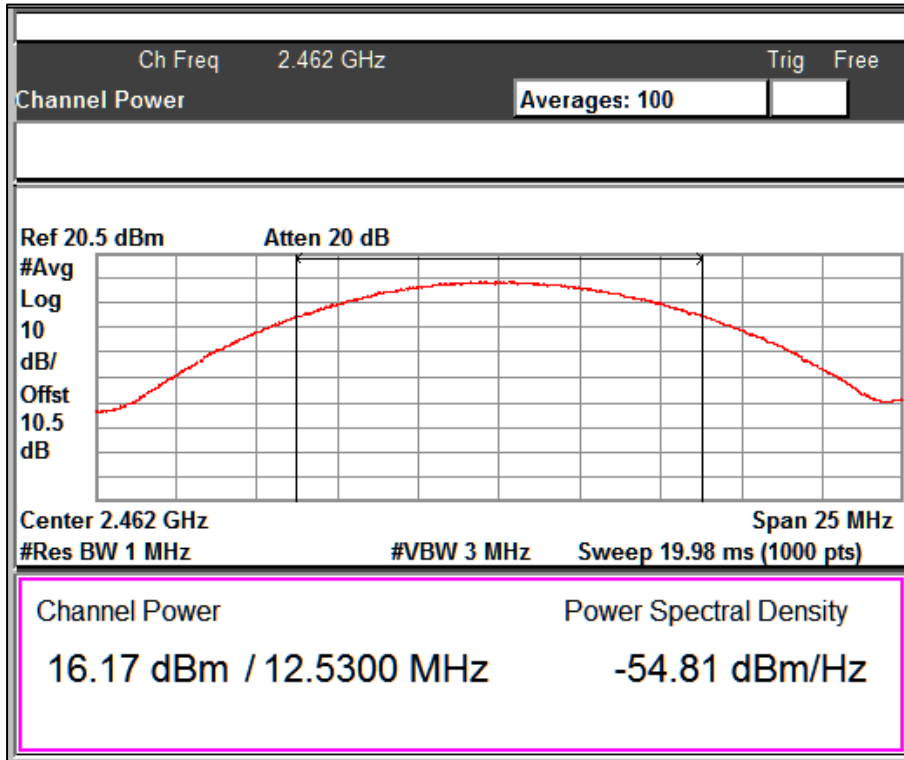 Ch Freq 2.462 GHz Trig Free
Channel Power Averages: 100
Ref 20.5 dBm Atten 20 dB
#Avg
Log
10
dB/
Offst
10.5
dB
Center 2.462 GHz Span 25 MHz
#Res BW 1 MHz #VBW 3 MHz Sweep 19.98 ms (1000 pts)
Channel Power Power Spectral Density
16.17 dBm / 12.5300 MHz -54.81 dBm/Hz